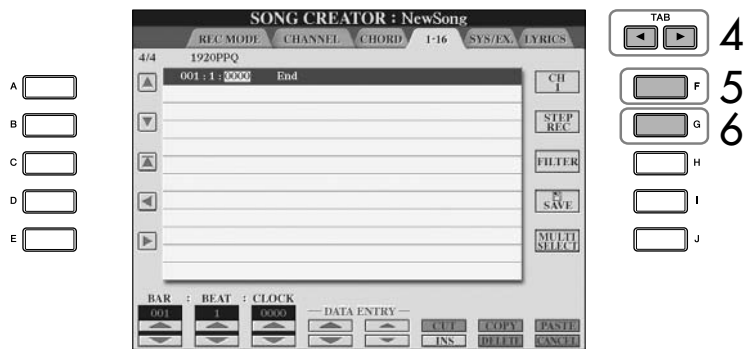 SONG CREATOR : NewSong
REC MODE CHANNEL CHORD 1-16 SYS/EX. LYRICS
4/4 1920PPQ
001 : 1 : 0000 End
CH
1
STEP
REC
FILTER
SAVE
MULTI
SELECT
BAR : BEAT : CLOCK
001 1 0000
DATA ENTRY
CUT COPY PASTE
INS DELETE CANCEL
A
B
C
D
E
TAB
4
F 5
G 6
H
I
J